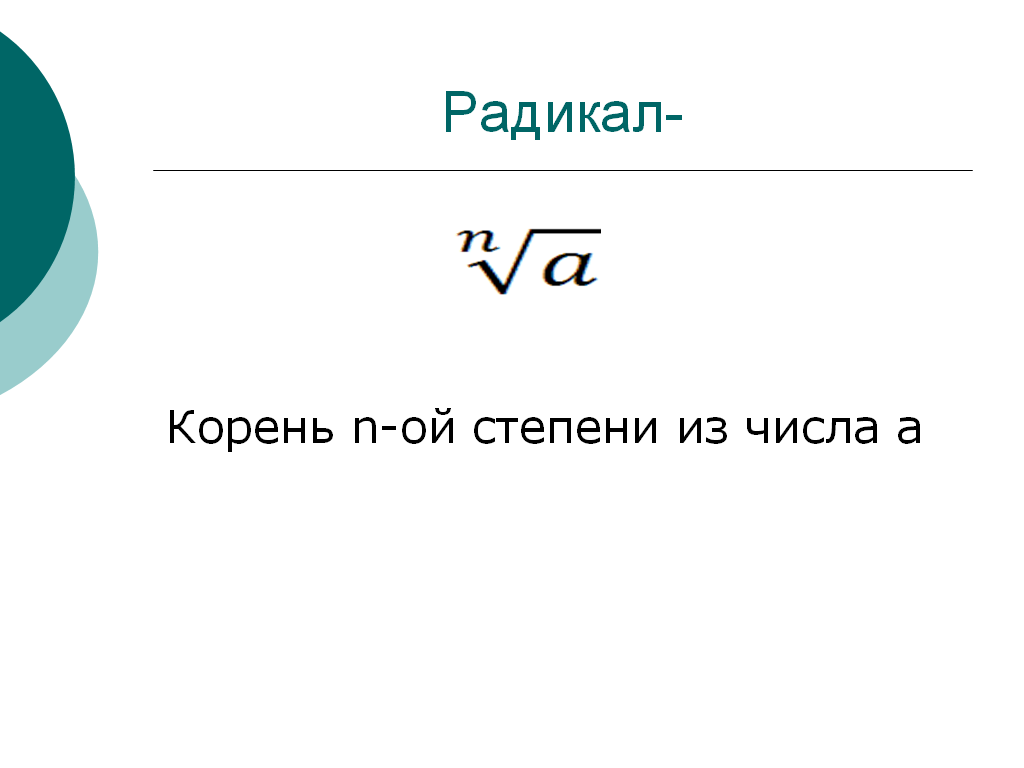 Радикал-
ⁿ√a
Корень n-ой степени из числа а